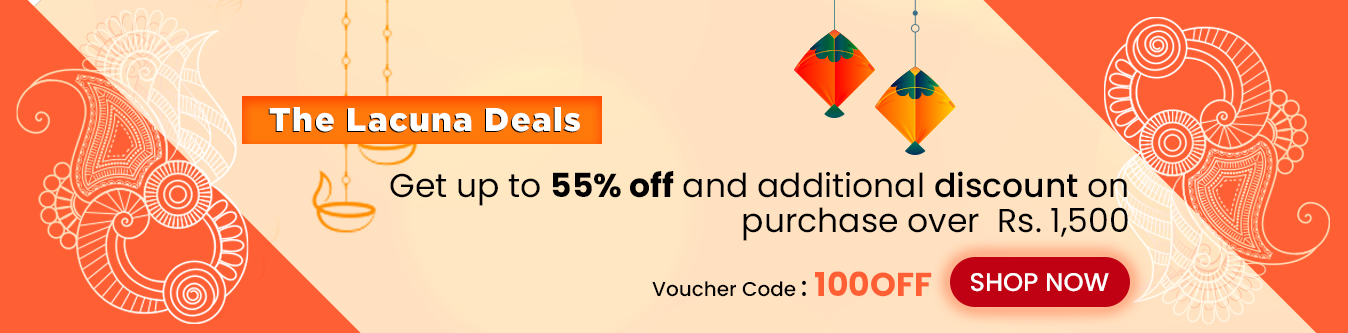 The Lacuna Deals
Get up to 55% off and additional discount on
purchase over Rs. 1,500
Voucher Code : 100OFF
SHOP NOW